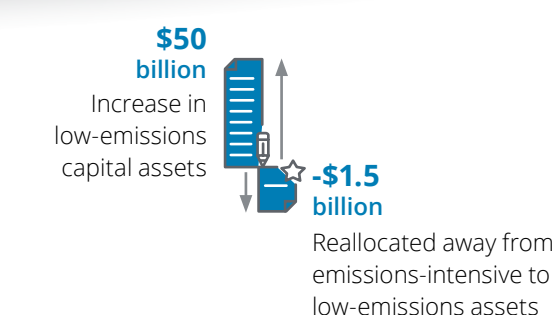 $50
billion
Increase in
low-emissions
capital assets
-$1.5
billion
Reallocated away from
emissions-intensive to
low-emissions assets